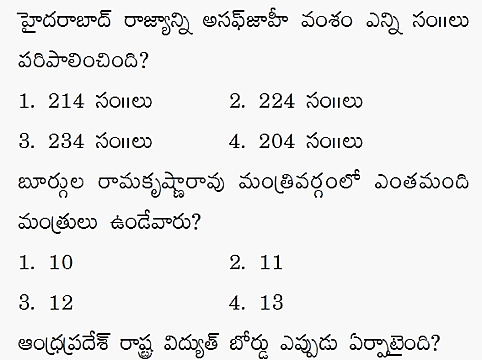 హైదరాబాద్ రాజ్యాన్ని అసఫ్‌జాహీ వంశం ఎన్ని సం॥లు
పరిపాలించింది?
1. 214 సం॥లు 2. 224 సం॥లు
3. 234 సం॥లు 4. 204 సం॥లు
బూర్గుల రామకృష్ణారావు మంత్రివర్గంలో ఎంతమంది
మంత్రులు ఉండేవారు?
1. 10 2. 11
3. 12 4. 13
ఆంధ్రప్రదేశ్ రాష్ట్ర విద్యుత్ బోర్డు ఎప్పుడు ఏర్పాటైంది?